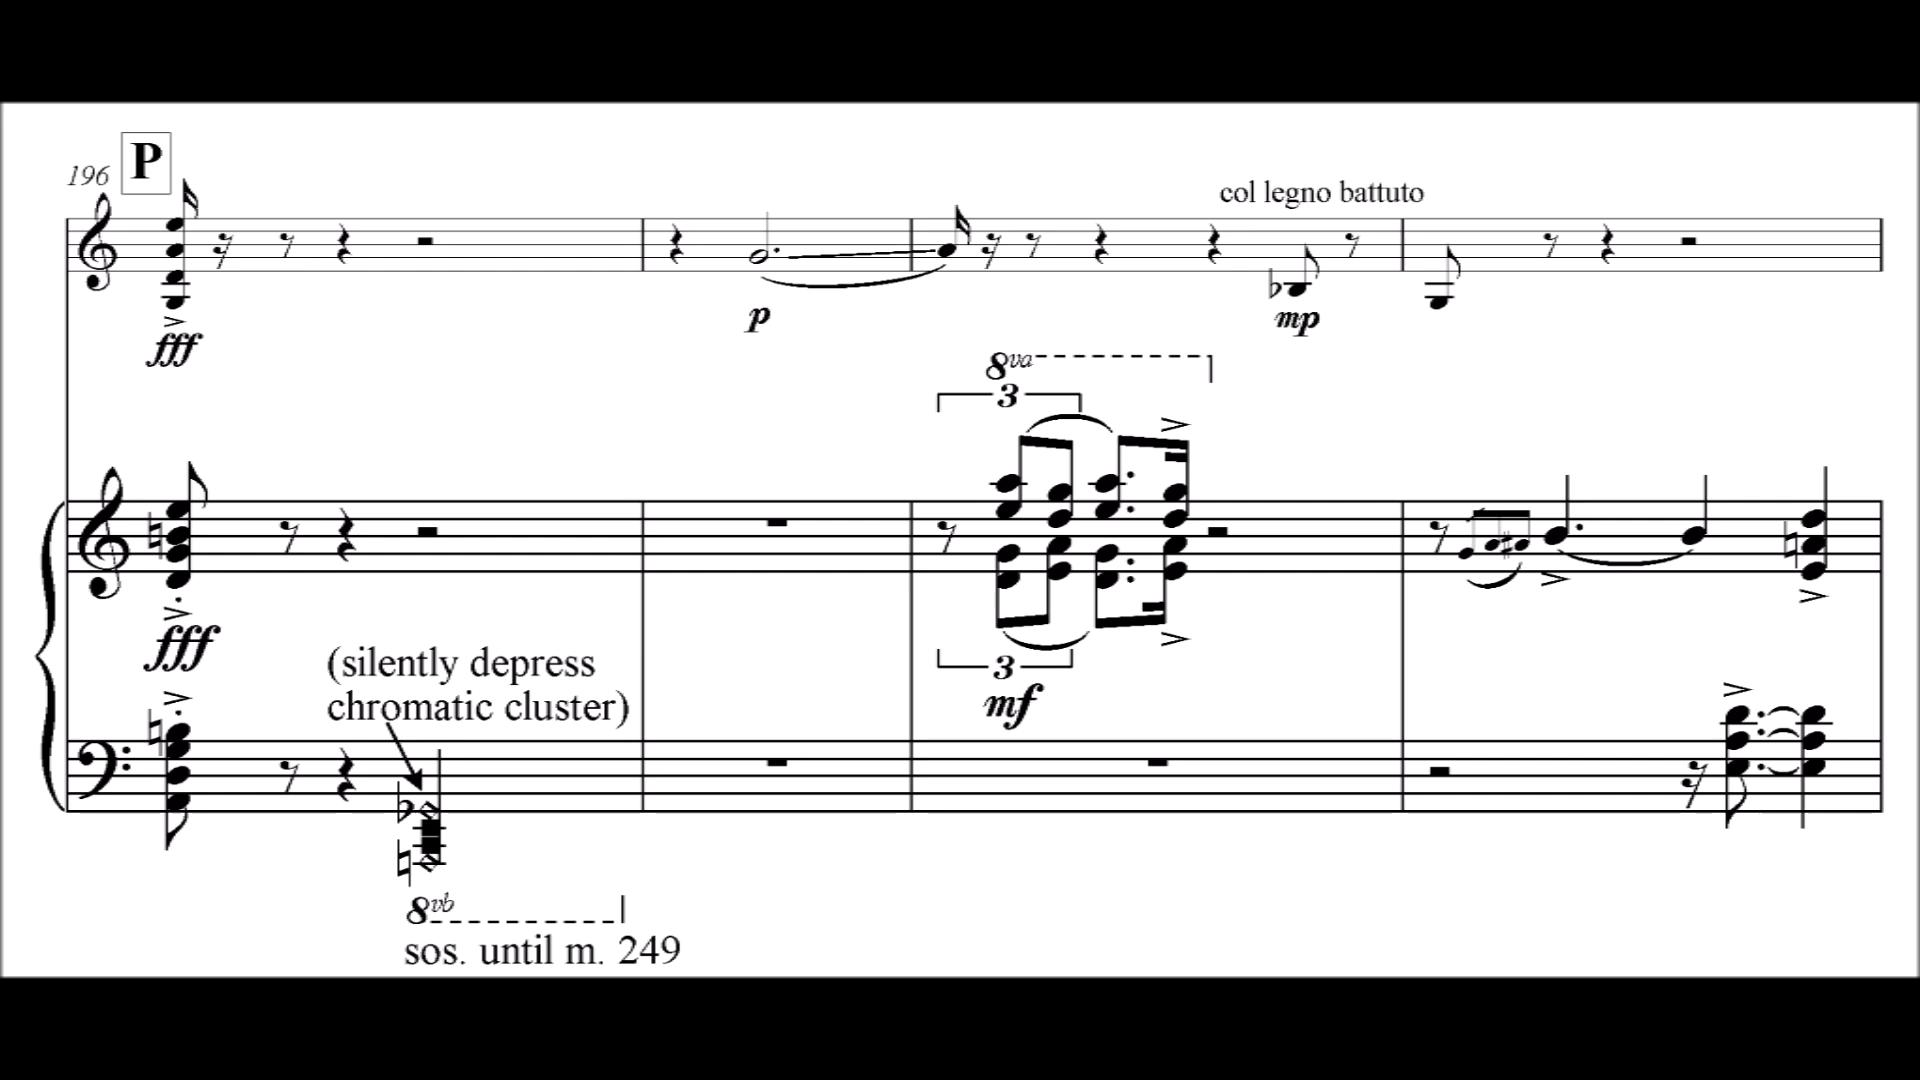 196
P
col legno battuto
fff
p
mp
8va
3
fff
(silently depress
chromatic cluster)
3
mf
8vb
sos. until m. 249